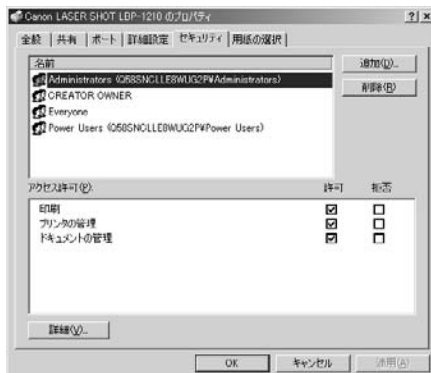 Canon LASER SHOT LBP-1210 のプロパティ
全般 共有 ポート 詳細設定 セキュリティ 用紙の選択
名前
追加(D)...
Administrators (Q58SNCLLE8WUG2P¥Administrators)
削除(R)
CREATOR OWNER
Everyone
Power Users (Q58SNCLLE8WUG2P¥Power Users)
アクセス許可(P): 許可 拒否
印刷
プリンタの管理
ドキュメントの管理
詳細(V)...
OK キャンセル 適用(A)